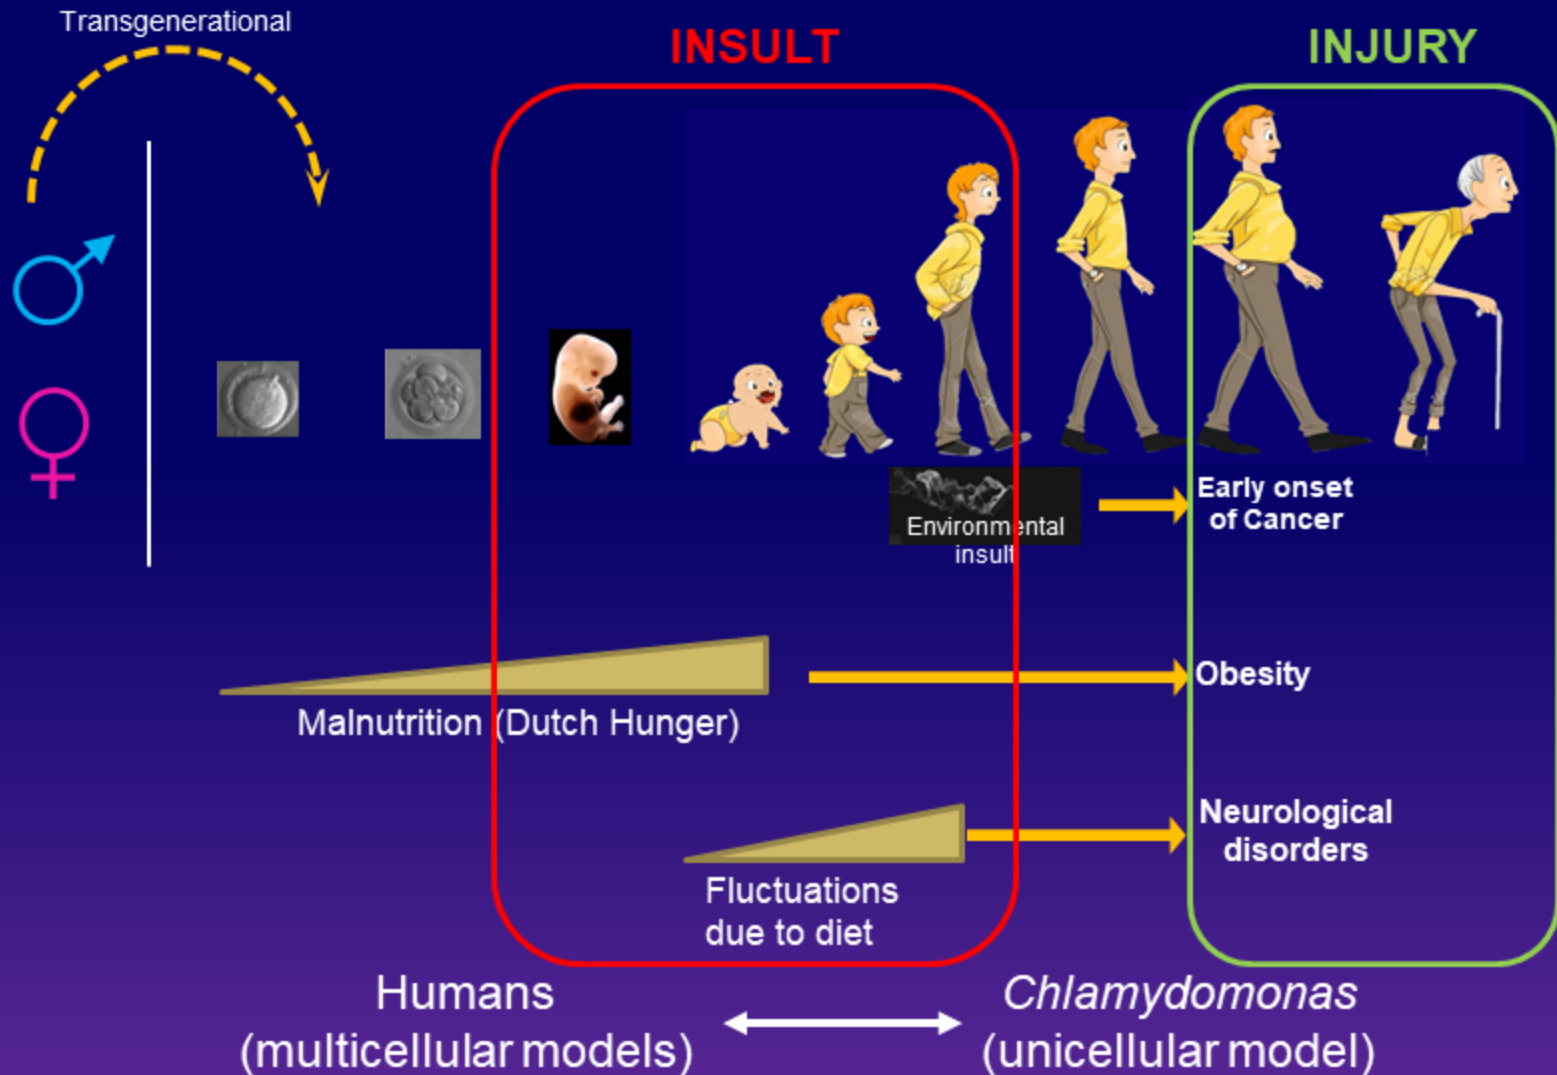 Transgenerational
INSULT
INJURY
Environmental
insult
Early onset
of Cancer
Malnutrition (Dutch Hunger)
Obesity
Fluctuations
due to diet
Neurological
disorders
Humans
(multicellular models)
Chlamydomonas
(unicellular model)